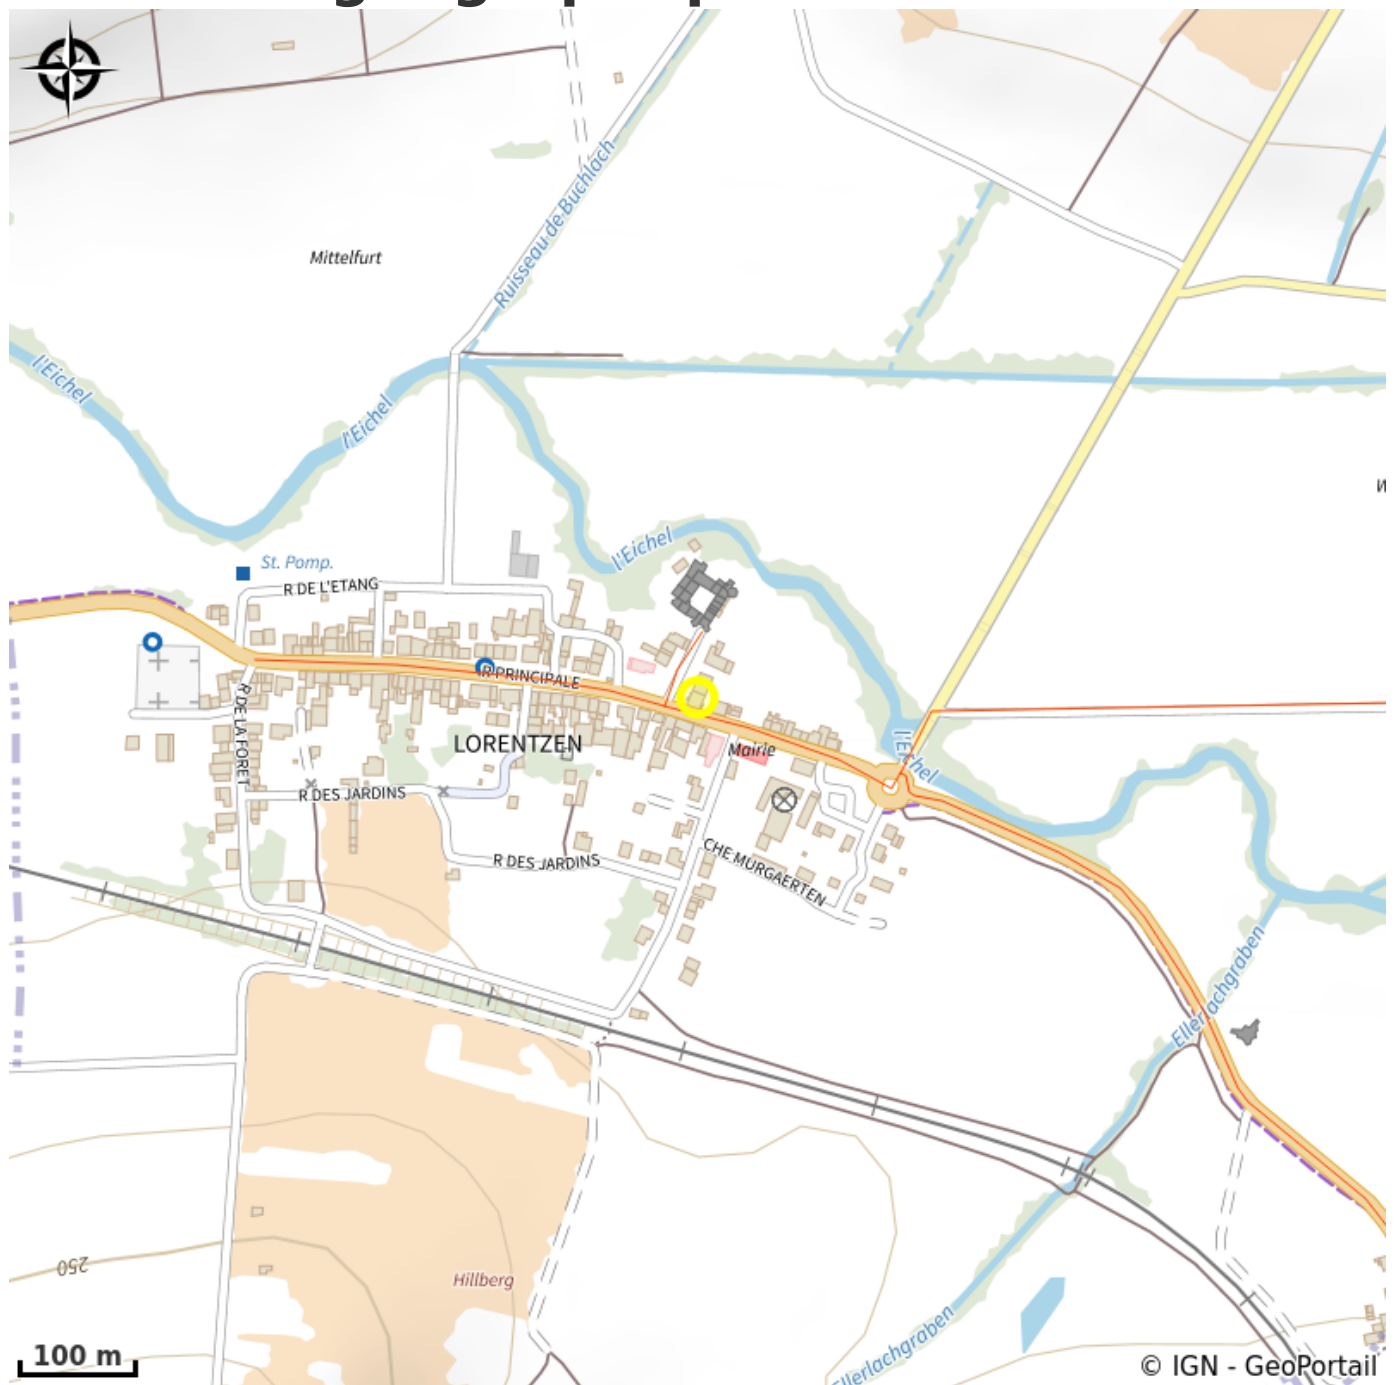 Mittelfurt
Ruisseau de Buchlach
l'Eichel
l'Eichel
l'Eichel
W
St. Pomp.
R DE L'ETANG
R PRINCIPALE
R DE LA FORET
LORENTZEN
Mairie
l'Eichel
R DES JARDINS
R DES JARDINS
CHE MURGAERTEN
Ellerlachgraben
250
Hillberg
Ellerlachgraben
100 m
© IGN - GeoPortail